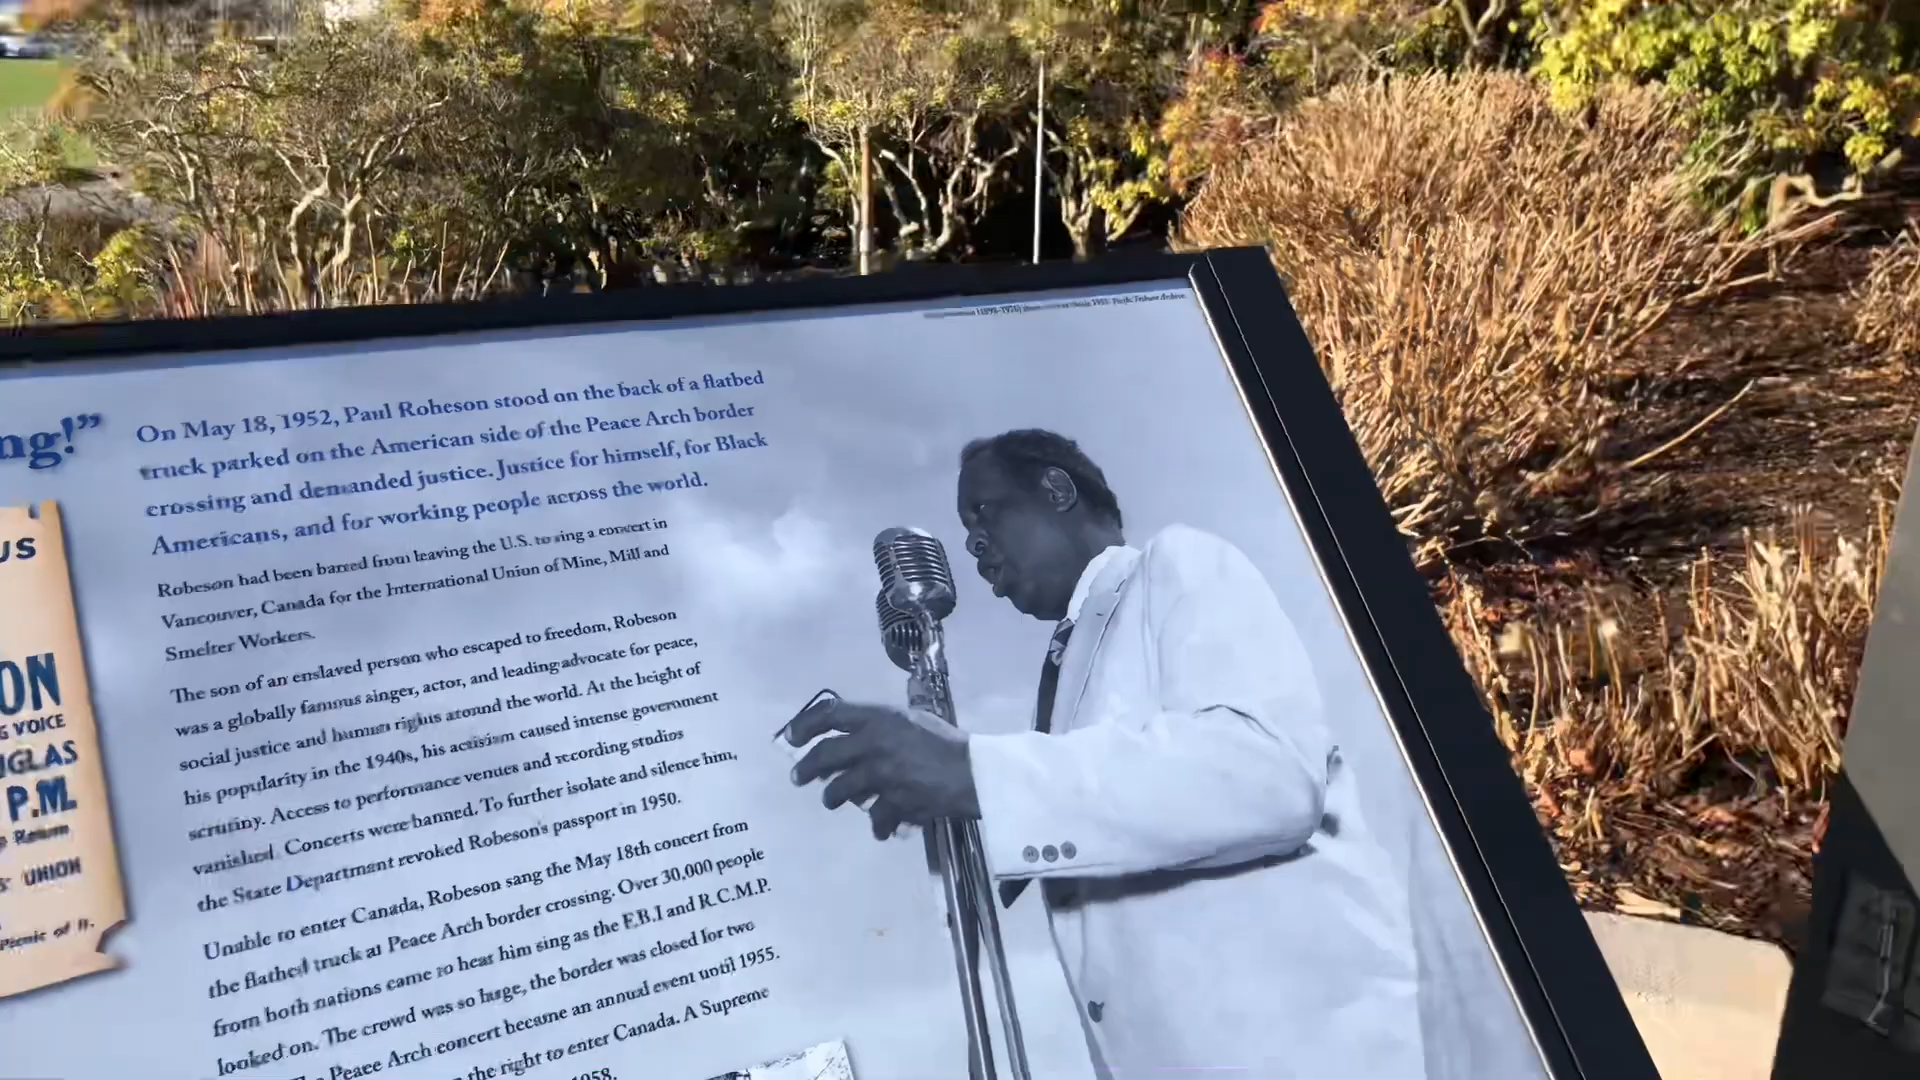 ng!”
On May 18, 1952, Paul Robeson stood on the back of a flatbed
truck parked on the American side of the Peace Arch border
crossing and demanded justice. Justice for himself, for Black
Americans, and for working people across the world.
Robeson had been barred from leaving the U.S. to sing a concert in
Vancouver, Canada for the International Union of Mine, Mill and
Smelter Workers.
The son of an enslaved person who escaped to freedom, Robeson
was a globally famous singer, actor, and leading advocate for peace,
social justice and human rights around the world. At the height of
his popularity in the 1940s, his activism caused intense government
scrutiny. Access to performance venues and recording studios
vanished. Concerts were banned. To further isolate and silence him,
the State Department revoked Robeson's passport in 1950.
Unable to enter Canada, Robeson sang the May 18th concert from
the flatbed truck at Peace Arch border crossing. Over 30,000 people
from both nations came to hear him sing as the F.B.I and R.C.M.P.
looked on. The crowd was so large, the border was closed for two
Peace Arch concert became an annual event until 1955.
the right to enter Canada. A Supreme
1958.
US
ON
G VOICE
GLAS
P.M.
UNION
Picnic of
(1898-1976) 1953. Pacific Tribune Archive.